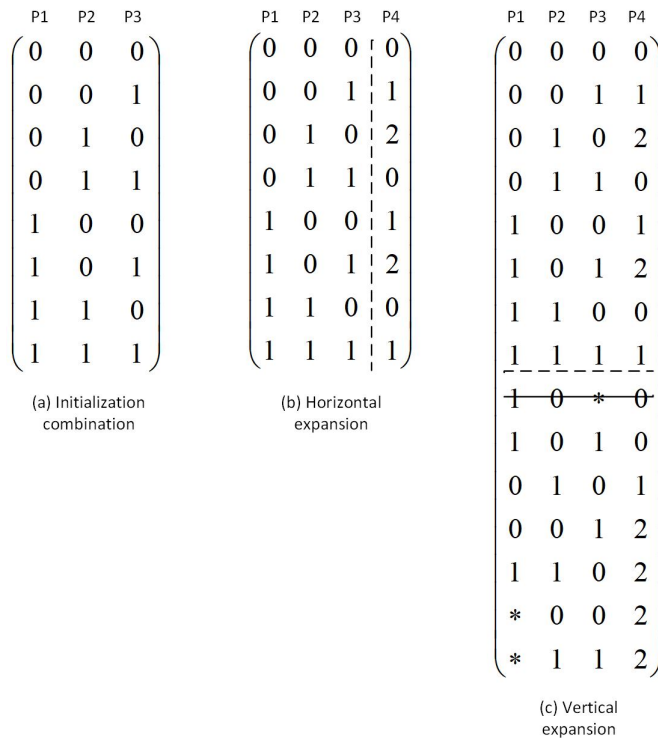 P1 P2 P3
0 0 0
0 0 1
0 1 0
0 1 1
1 0 0
1 0 1
1 1 0
1 1 1
(a) Initialization
combination
P1 P2 P3 P4
0 0 0 0
0 0 1 1
0 1 0 2
0 1 1 0
1 0 0 1
1 0 1 2
1 1 0 0
1 1 1 1
(b) Horizontal
expansion
P1 P2 P3 P4
0 0 0 0
0 0 1 1
0 1 0 2
0 1 1 0
1 0 0 1
1 0 1 2
1 1 0 0
1 1 1 1
1 0 * 0
1 0 1 0
0 1 0 1
0 0 1 2
1 1 0 2
* 0 0 2
* 1 1 2
(c) Vertical
expansion